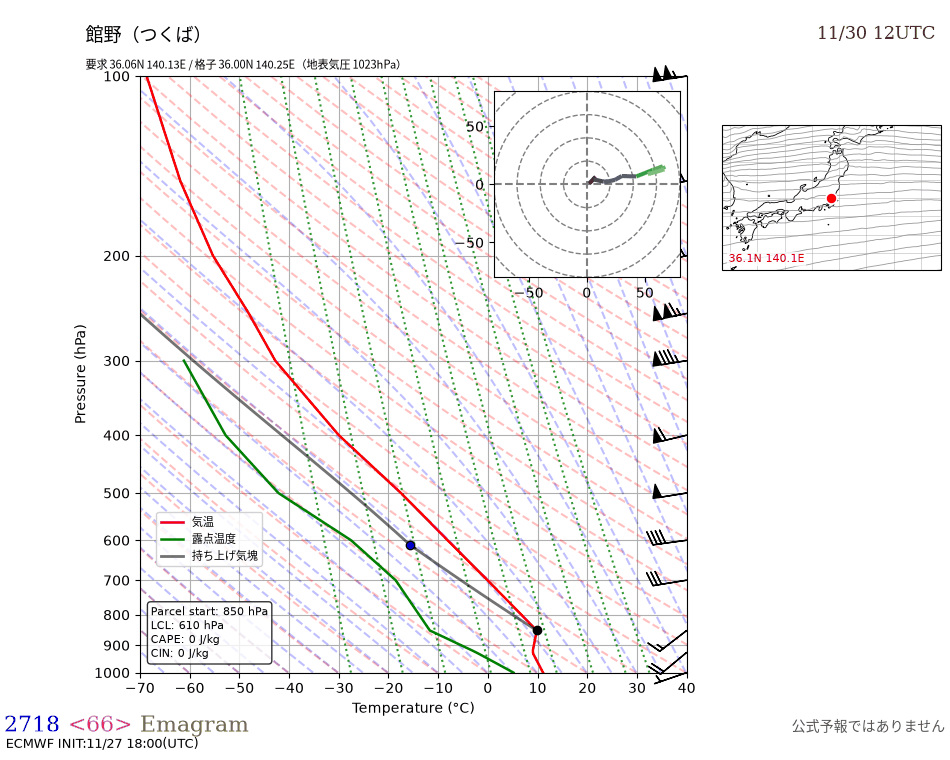 館野（つくば）
11/30 12UTC
要求 36.06N 140.13E / 格子 36.00N 140.25E（地表気圧 1023hPa）
100
200
300
400
500
600
700
800
900
1000
Pressure (hPa)
−70 −60 −50 −40 −30 −20 −10 0 10 20 30 40
Temperature (°C)
50
0
−50
−50 0 50
36.1N 140.1E
気温
露点温度
持ち上げ気塊
Parcel start: 850 hPa
LCL: 610 hPa
CAPE: 0 J/kg
CIN: 0 J/kg
2718 <66> Emagram
公式予報ではありません
ECMWF INIT:11/27 18:00(UTC)